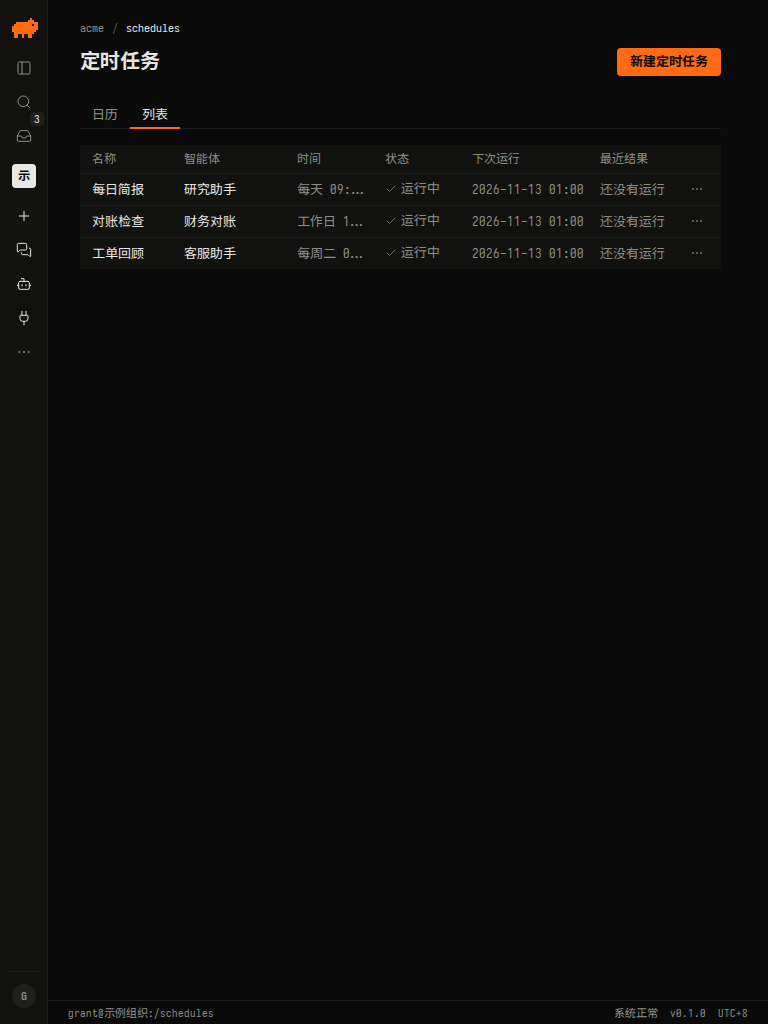 acme / schedules
定时任务
新建定时任务
日历 列表
3
示
名称 智能体 时间 状态 下次运行 最近结果
每日简报 研究助手 每天 09:... 运行中 2026-11-13 01:00 还没有运行 ...
对账检查 财务对账 工作日 1... 运行中 2026-11-13 01:00 还没有运行 ...
工单回顾 客服助手 每周二 0... 运行中 2026-11-13 01:00 还没有运行 ...
G
grant@示例组织:/schedules
系统正常 v0.1.0 UTC+8